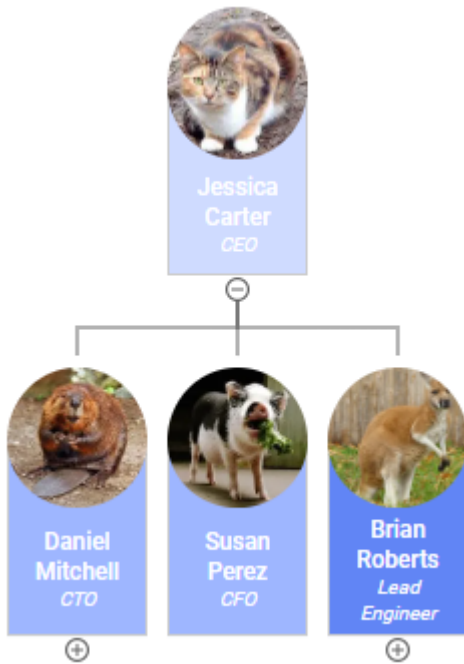 Jessica
Carter
CEO
Daniel
Mitchell
CTO
Susan
Perez
CFO
Brian
Roberts
Lead
Engineer